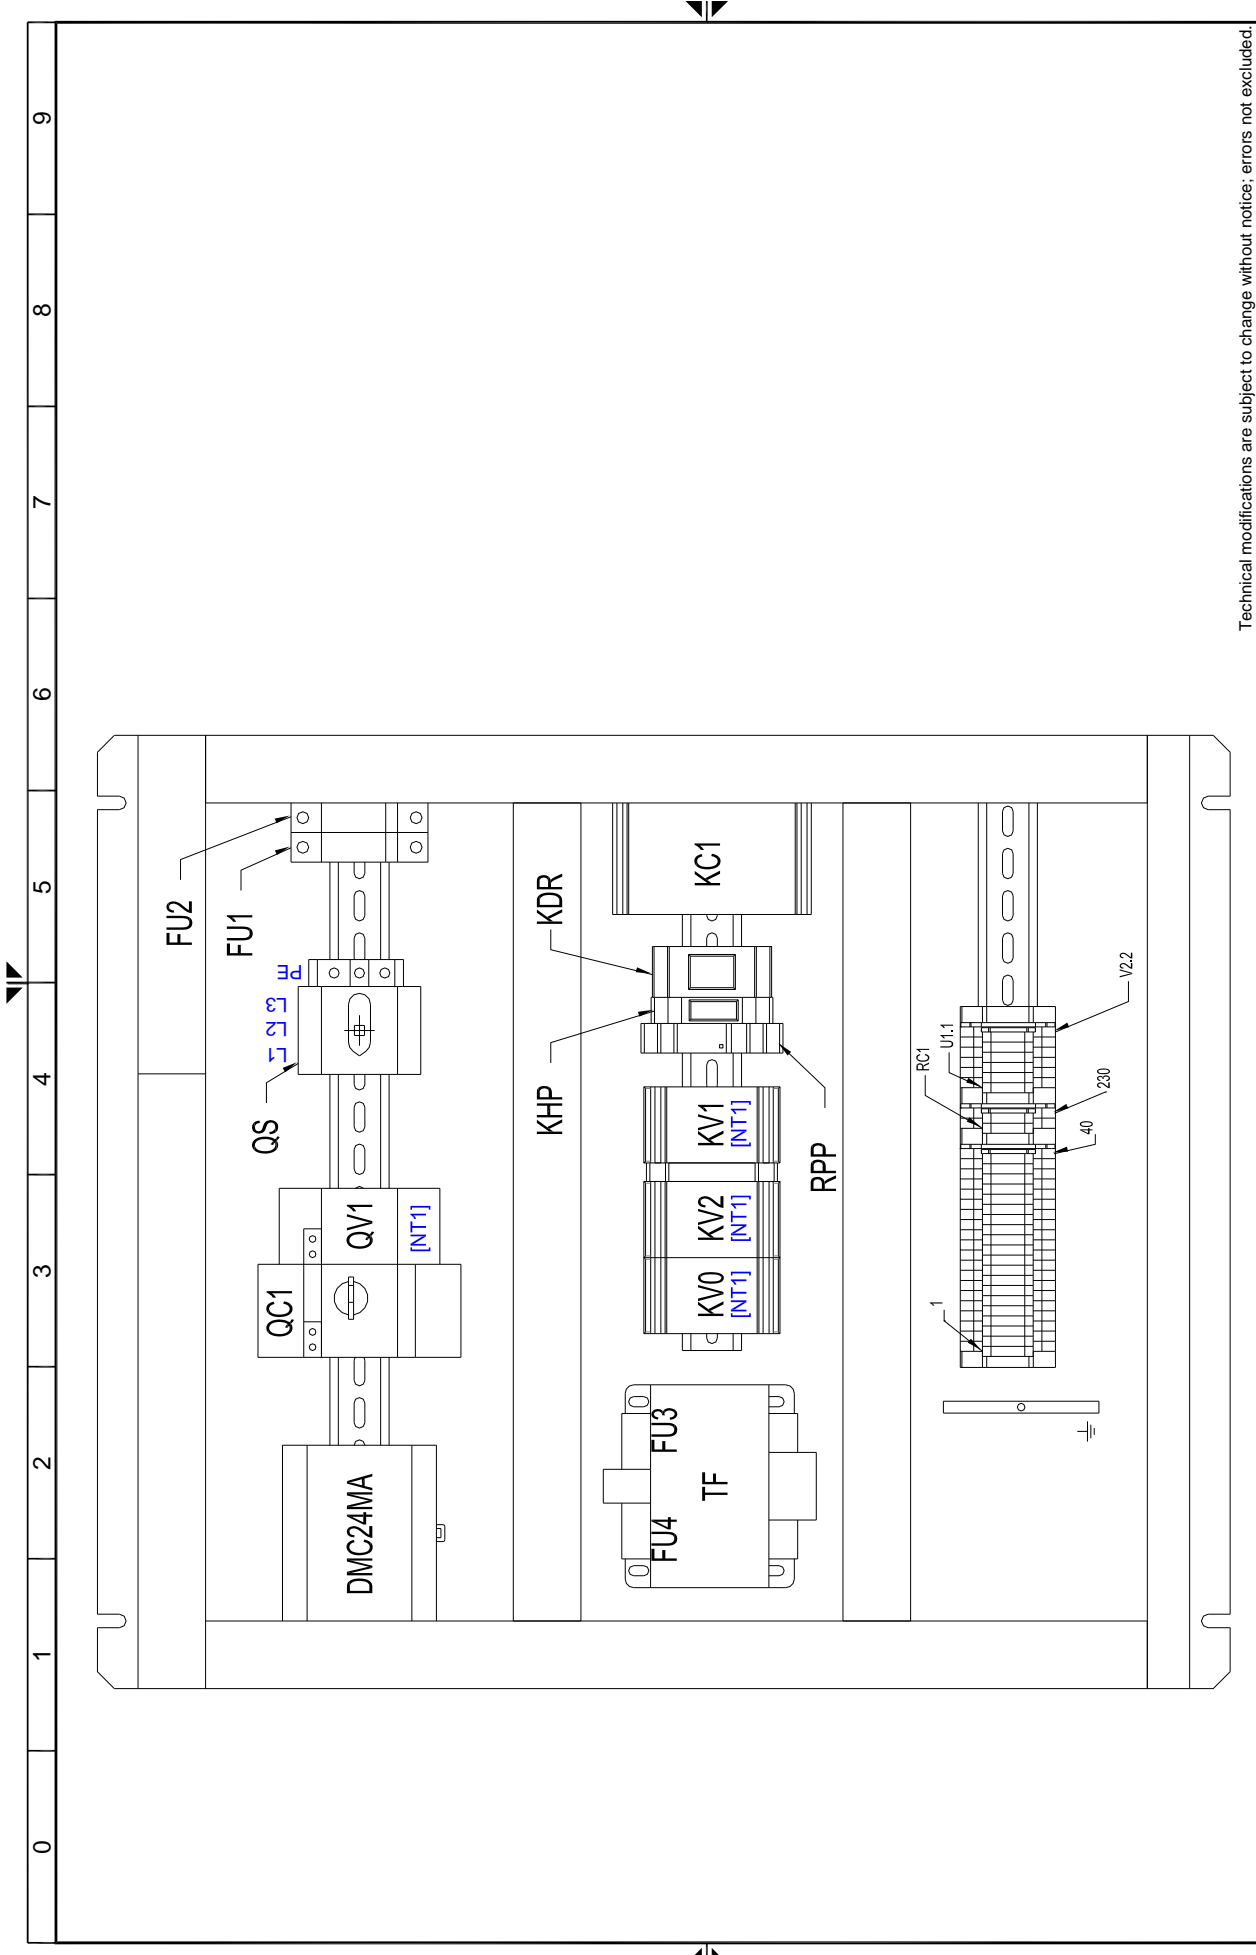 0 1 2 3 4 5 6 7 8 9
FU2
FU1
QS
L1 L2 L3 PE
DMC24MA
QC1
QV1
[NT1]
KHP
KDR
FU4
FU3
TF
KV0
[NT1]
KV2
[NT1]
KV1
[NT1]
KC1
RPP
1
RC1
U1.1
40
230
V2.2
Technical modifications are subject to change without notice; errors not excluded.